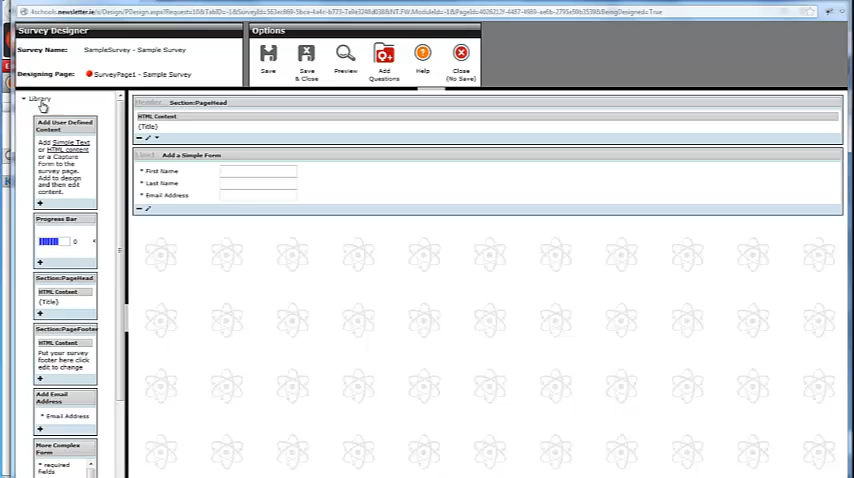 Survey Designer
Survey Name: SampleSurvey - Sample Survey
Designing Page: SurveyPage1 - Sample Survey
Options
Save
Save
& Close
Preview
Add
Questions
Help
Close
(No Save)
Library
Add User Defined
Content
Add Simple Text
or HTML content
or a Capture
Form to the
survey page.
Add to design
and then edit
content.
Progress Bar
0
Section:PageHead
HTML Content
{Title}
Section:PageFooter
HTML Content
Put your survey
footer here click
edit to change
Add Email
Address
* Email Address
More Complex
Form
* required
fields
Header Section:PageHead
HTML Content
{Title}
Add a Simple Form
* First Name
* Last Name
* Email Address